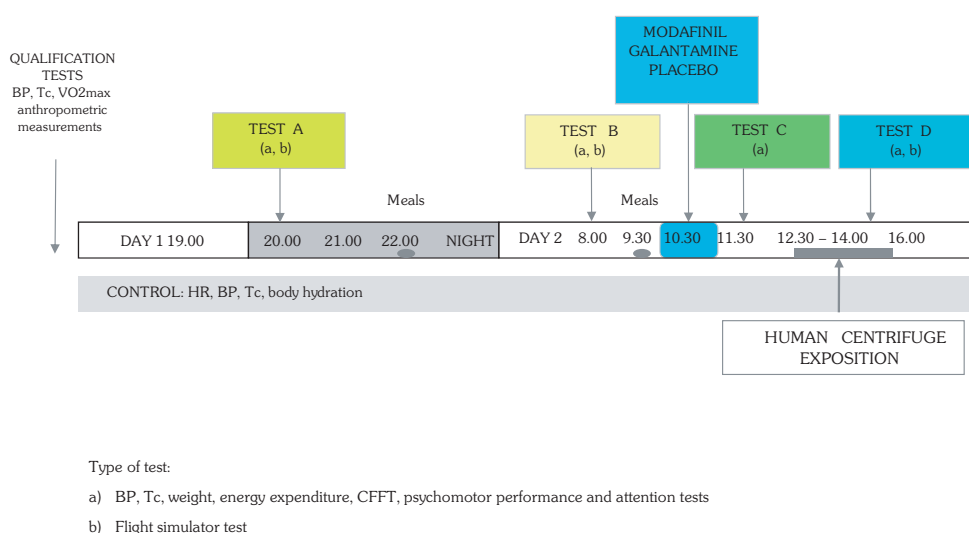 MODAFINIL
GALANTAMINE
PLACEBO
QUALIFICATION
TESTS
BP, Tc, VO2max
anthropometric
measurements
TEST A
(a, b)
TEST B
(a, b)
TEST C
(a)
TEST D
(a, b)
Meals
Meals
DAY 1 19.00 20.00 21.00 22.00 NIGHT DAY 2 8.00 9.30 10.30 11.30 12.30 – 14.00 16.00
CONTROL: HR, BP, Tc, body hydration
HUMAN CENTRIFUGE
EXPOSITION
Type of test:
a) BP, Tc, weight, energy expenditure, CFFT, psychomotor performance and attention tests
b) Flight simulator test